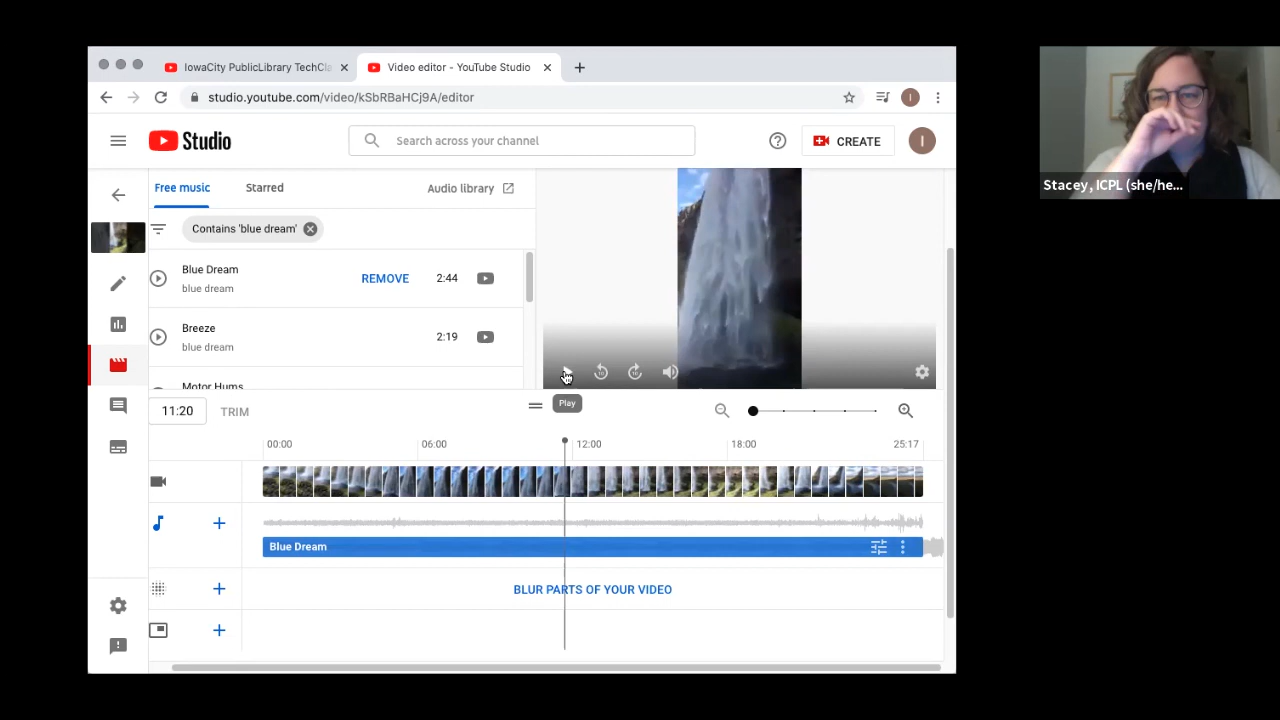 IowaCity PublicLibrary TechCla
Video editor - YouTube Studio
studio.youtube.com/video/kSbRBaHCj9A/editor
I
Studio
Search across your channel
CREATE
I
Free music
Starred
Audio library
Contains 'blue dream'
Blue Dream
blue dream
REMOVE
2:44
Breeze
blue dream
2:19
Motor Hums
10
10
Play
11:20
TRIM
00:00
06:00
12:00
18:00
25:17
Blue Dream
BLUR PARTS OF YOUR VIDEO
Stacey, ICPL (she/he...